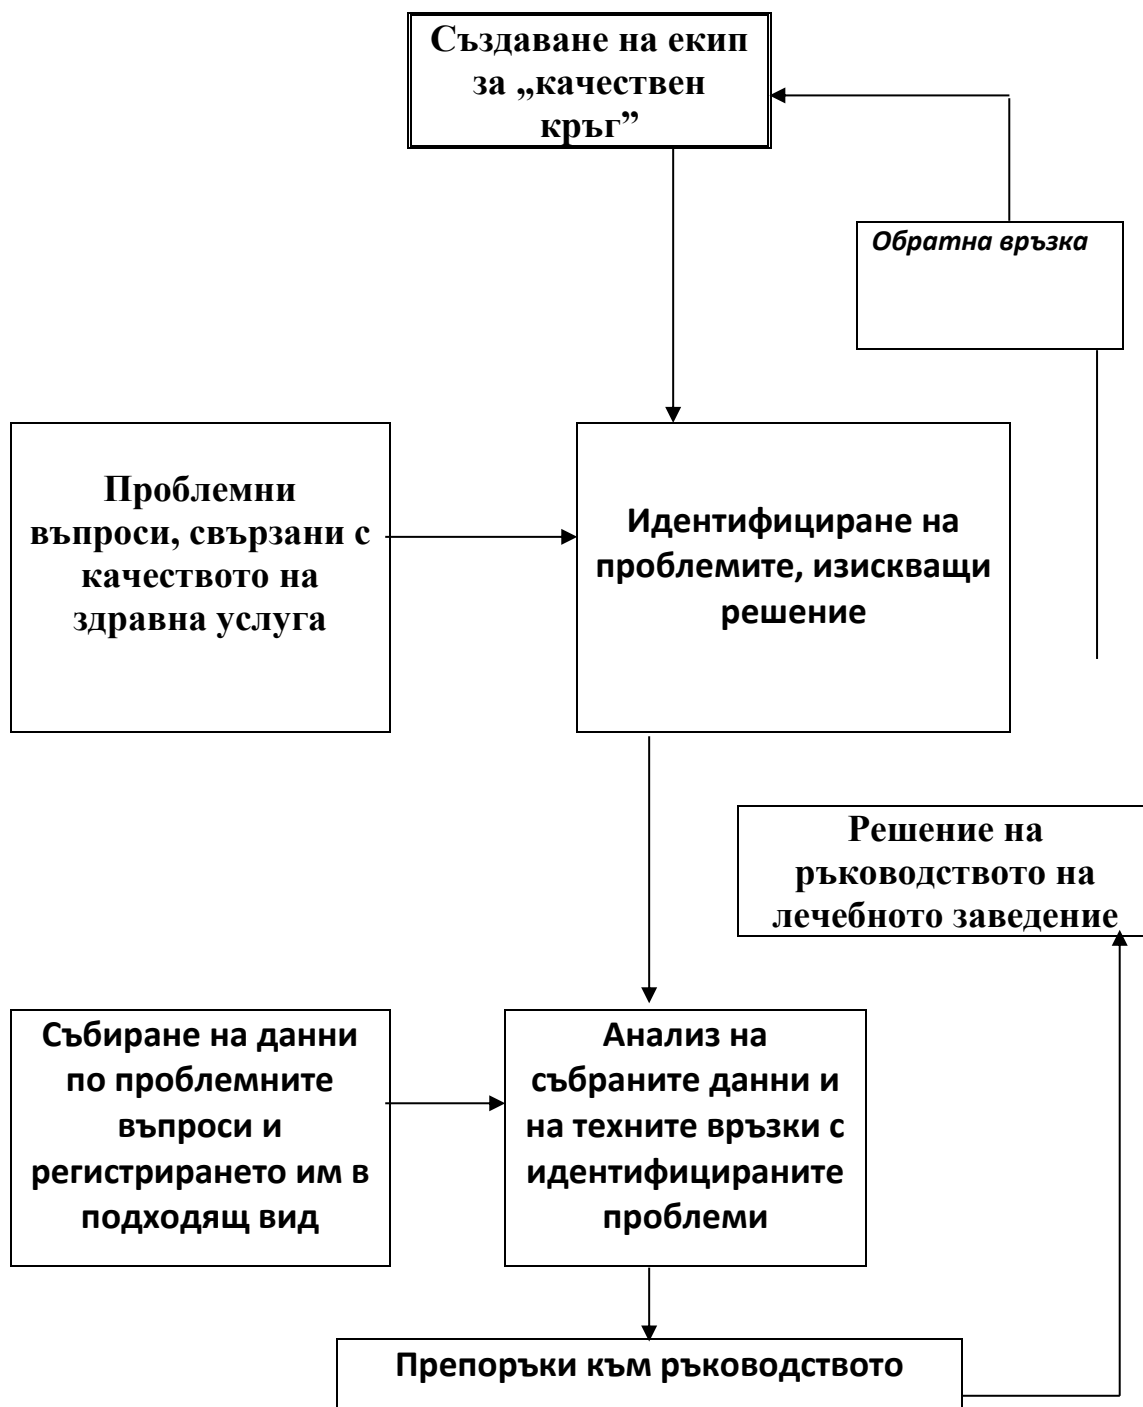 Създаване на екип
за „качествен
кръг”
Обратна връзка
Проблемни
въпроси, свързани с
качеството на
здравна услуга
Идентифициране на
проблемите, изискващи
решение
Решение на
ръководството на
лечебното заведение
Събиране на данни
по проблемните
въпроси и
регистрирането им в
подходящ вид
Анализ на
събраните данни и
на техните връзки с
идентифицираните
проблеми
Препоръки към ръководството